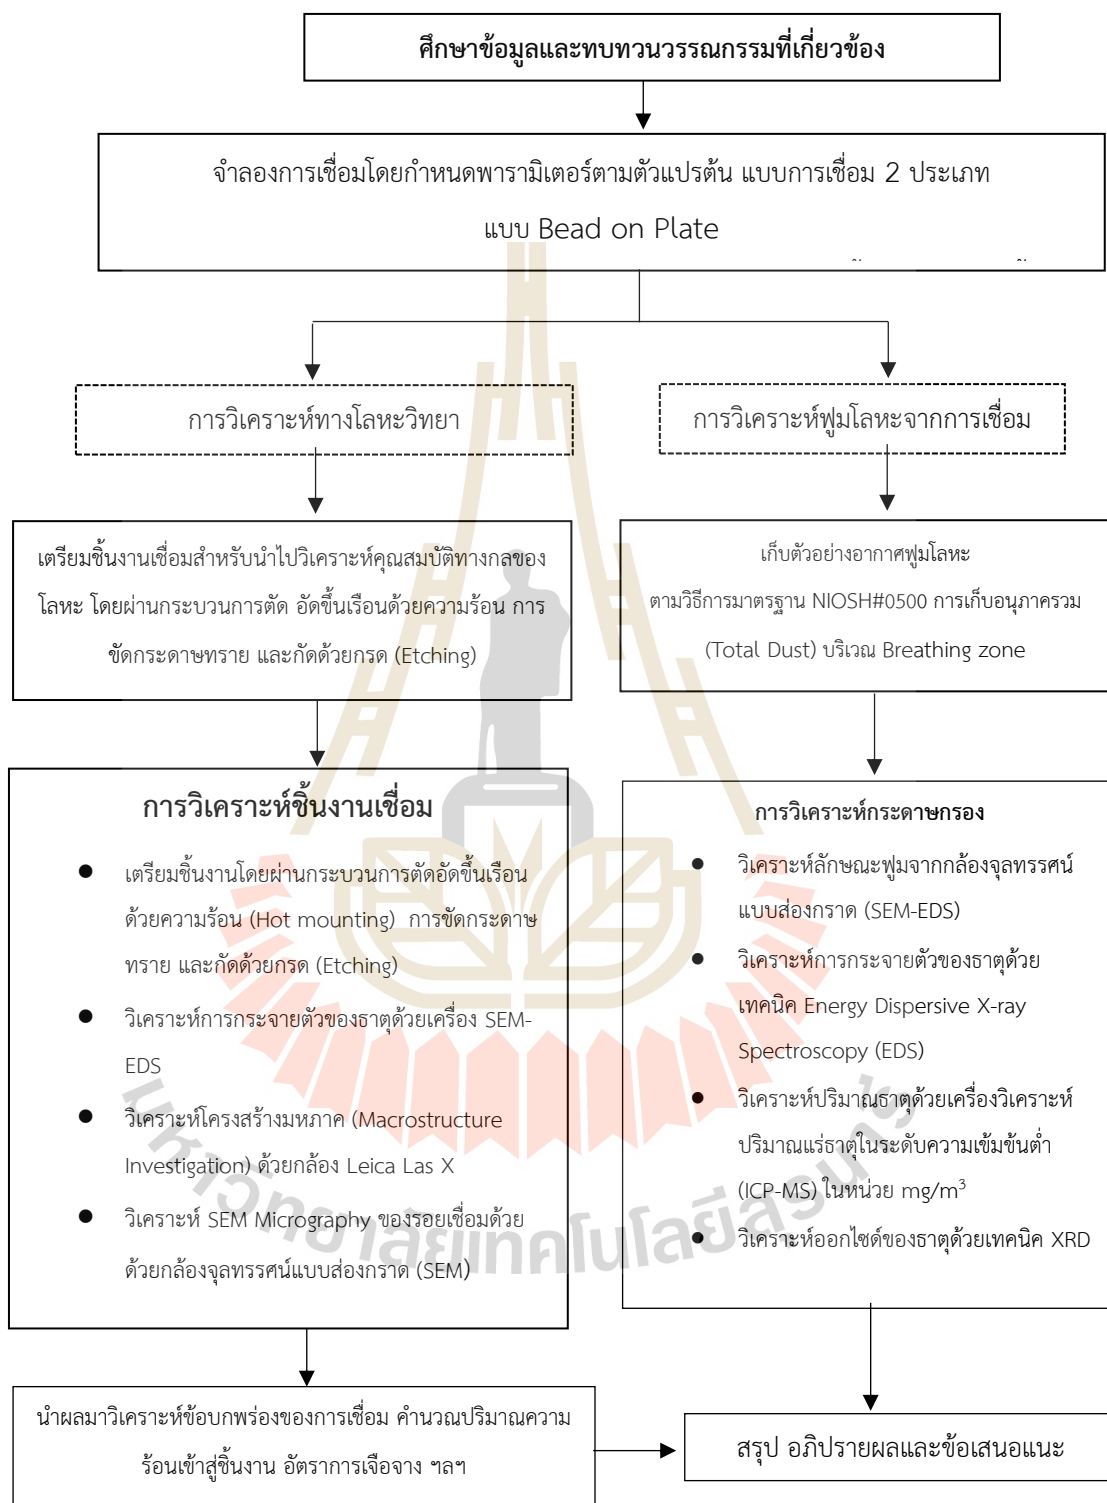 ศึกษาข้อมูลและทบทวนวรรณกรรมที่เกี่ยวข้อง
จำลองการเชื่อมโดยกำหนดพารามิเตอร์ตามตัวแปรต้น แบบการเชื่อม 2 ประเภท
แบบ Bead on Plate
การวิเคราะห์ทางโลหะวิทยา
การวิเคราะห์ฟูมโลหะจากการเชื่อม
เตรียมชิ้นงานเชื่อมสำหรับนำไปวิเคราะห์คุณสมบัติทางกลของ
โลหะ โดยผ่านกระบวนการตัด อัดขึ้นเรือนด้วยความร้อน การ
ขัดกระดาษทราย และกัดด้วยกรด (Etching)
เก็บตัวอย่างอากาศฟูมโลหะ
ตามวิธีการมาตรฐาน NIOSH#0500 การเก็บอนุภาครวม
(Total Dust) บริเวณ Breathing zone
การวิเคราะห์ชิ้นงานเชื่อม
● เตรียมชิ้นงานโดยผ่านกระบวนการตัดอัดขึ้นเรือน
ด้วยความร้อน (Hot mounting) การขัดกระดาษ
ทราย และกัดด้วยกรด (Etching)
● วิเคราะห์การกระจายตัวของธาตุด้วยเครื่อง SEM-
EDS
● วิเคราะห์โครงสร้างมหภาค (Macrostructure
Investigation) ด้วยกล้อง Leica Las X
● วิเคราะห์ SEM Micrography ของรอยเชื่อมด้วย
ด้วยกล้องจุลทรรศน์แบบส่องกราด (SEM)
การวิเคราะห์กระดาษกรอง
● วิเคราะห์ลักษณะฟูมจากกล้องจุลทรรศน์
แบบส่องกราด (SEM-EDS)
● วิเคราะห์การกระจายตัวของธาตุด้วย
เทคนิค Energy Dispersive X-ray
Spectroscopy (EDS)
● วิเคราะห์ปริมาณธาตุด้วยเครื่องวิเคราะห์
ปริมาณแร่ธาตุในระดับความเข้มข้นต่ำ
(ICP-MS) ในหน่วย mg/m³
● วิเคราะห์ออกไซด์ของธาตุด้วยเทคนิค XRD
มหาวิทยาลัยเทคโนโลยีสุรนารี
นำผลมาวิเคราะห์ข้อบกพร่องของการเชื่อม คำนวณปริมาณความ
ร้อนเข้าสู่ชิ้นงาน อัตราการเจือจาง ฯลฯ
สรุป อภิปรายผลและข้อเสนอแนะ